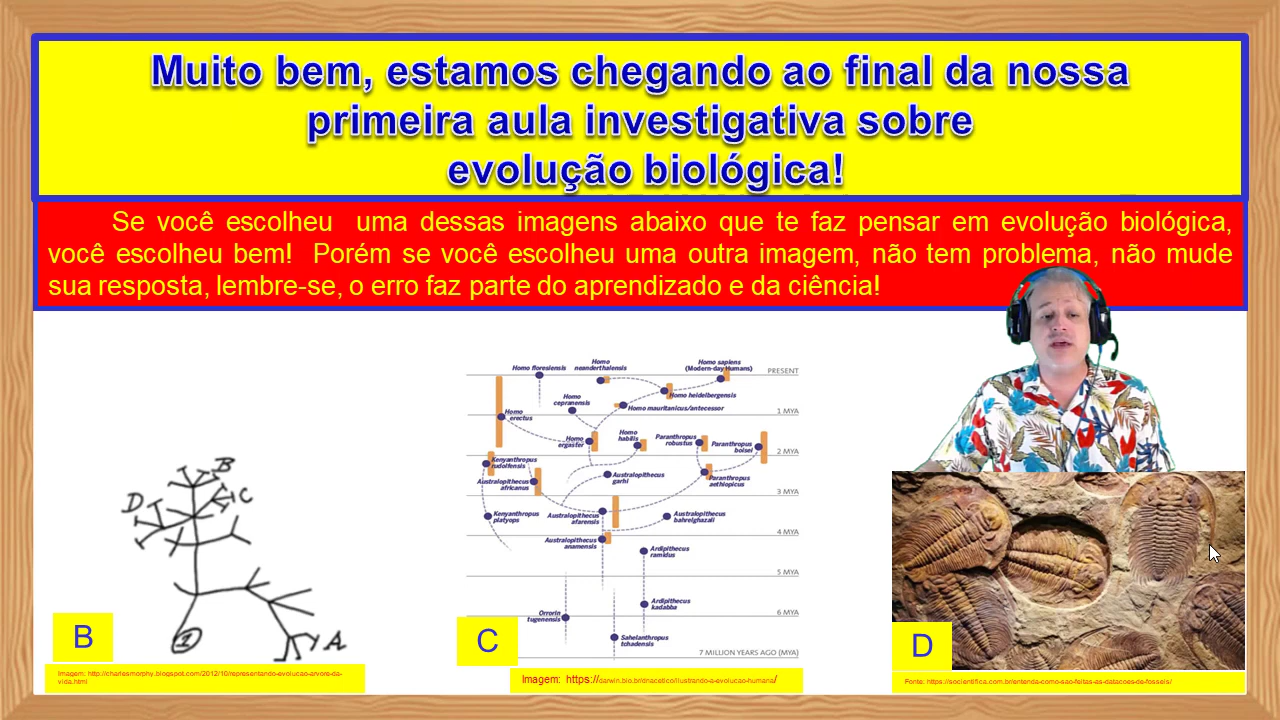 Muito bem, estamos chegando ao final da nossa
primeira aula investigativa sobre
evolução biológica!
Se você escolheu uma dessas imagens abaixo que te faz pensar em evolução biológica,
você escolheu bem! Porém se você escolheu uma outra imagem, não tem problema, não mude
sua resposta, lembre-se, o erro faz parte do aprendizado e da ciência!
B
D
C
A
1
B
Imagem: http://charlesmorphy.blogspot.com/2012/10/representando-evolucao-arvore-da-
vida.html
Homo floresiensis
Homo
neanderthalensis
Homo sapiens
(Modern-day Humans)
PRESENT
Homo
cepranensis
Homo heidelbergensis
Homo mauritanicus/antecessor
1 MYA
Homo
erectus
Homo
ergaster
Homo
habilis
Paranthropus
robustus
Paranthropus
boisei
2 MYA
Kenyanthropus
rudolfensis
Australopithecus
africanus
Australopithecus
garhi
Paranthropus
aethiopicus
3 MYA
Kenyanthropus
platyops
Australopithecus
afarensis
Australopithecus
bahrelghazali
4 MYA
Australopithecus
anamensis
Ardipithecus
ramidus
5 MYA
Ardipithecus
kadabba
6 MYA
Orrorin
tugenensis
Sahelanthropus
tchadensis
7 MILLION YEARS AGO (MYA)
C
Imagem: https://darwin.bio.br/dnacetico/ilustrando-a-evolucao-humana/
D
Fonte: https://socientifica.com.br/entenda-como-sao-feitas-as-datacoes-de-fosseis/